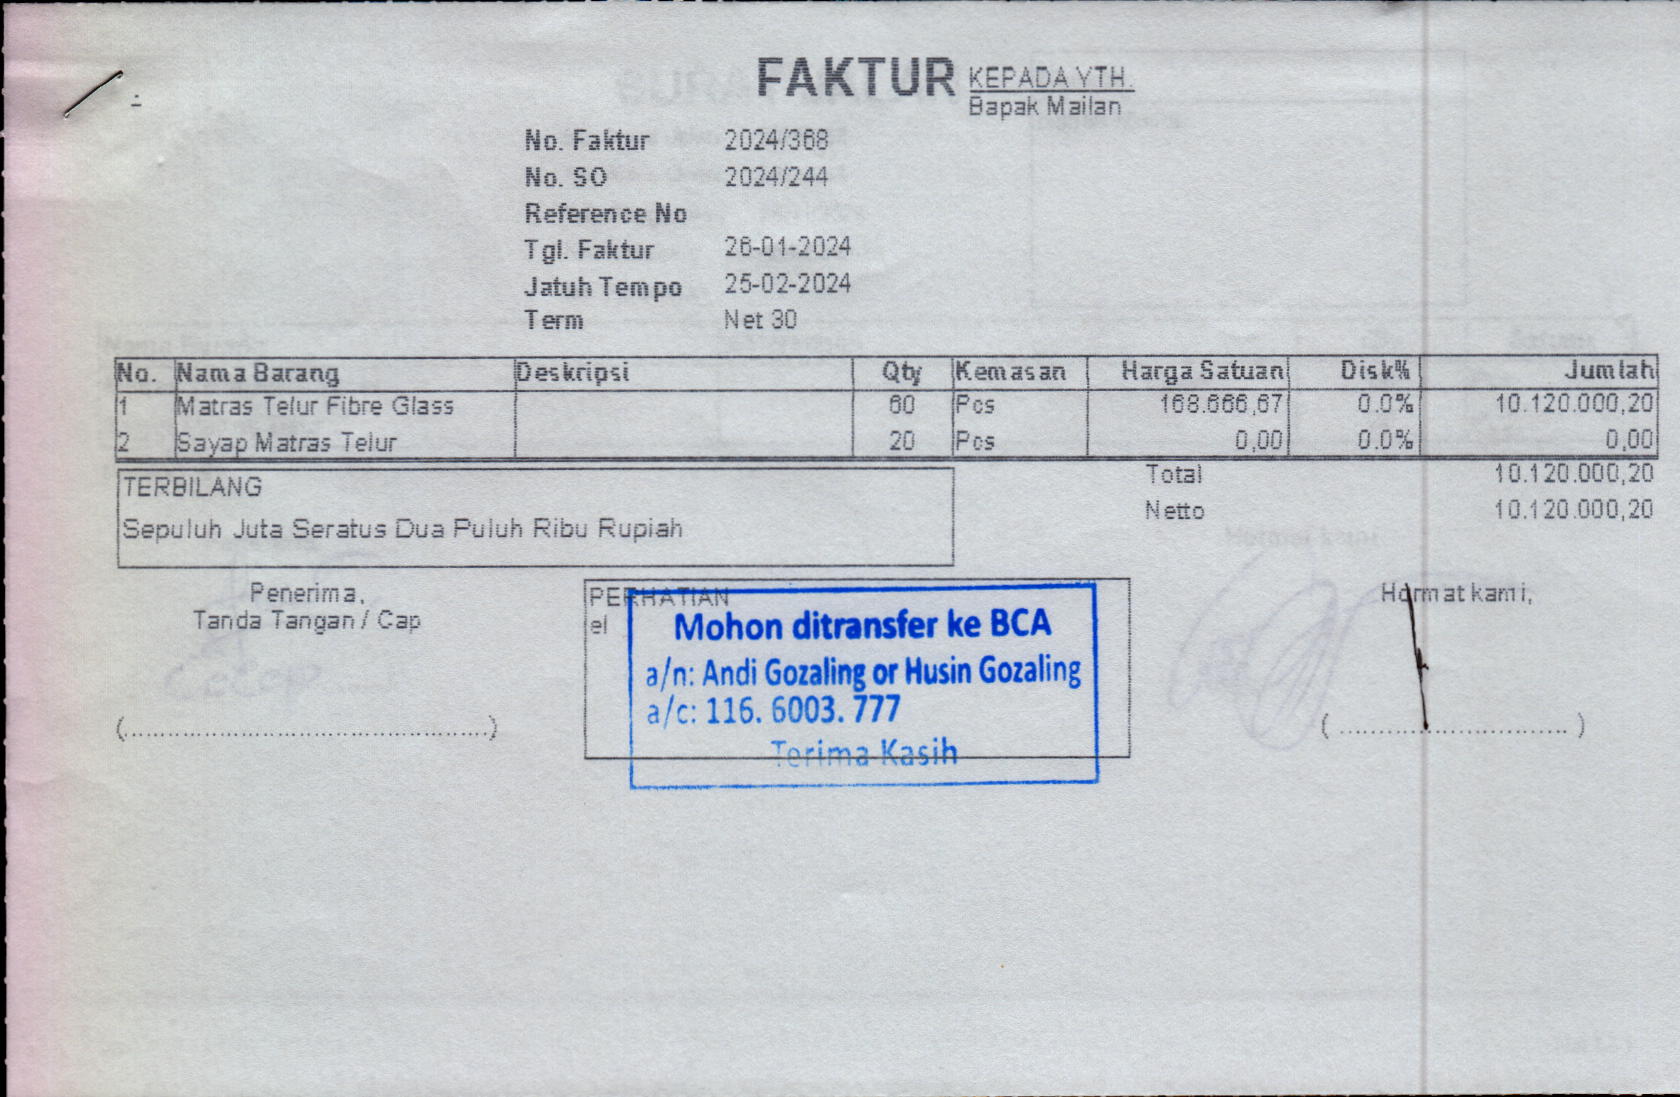 FAKTUR
KEPADA YTH.
Bapak Mailan
No. Faktur 2024/368
No. SO 2024/244
Reference No
Tgl. Faktur 26-01-2024
Jatuh Tempo 25-02-2024
Term Net 30
No. Nama Barang Deskripsi Qty Kemasan Harga Satuan Disk% Jumlah
1 Matras Telur Fibre Glass 60 Pcs 168.666,67 0.0% 10.120.000,20
2 Sayap Matras Telur 20 Pcs 0,00 0.0% 0,00
Total 10.120.000,20
Netto 10.120.000,20
TERBILANG
Sepuluh Juta Seratus Dua Puluh Ribu Rupiah
Penerima,
Tanda Tangan / Cap
(............................................)
PERHATIAN
el
Mohon ditransfer ke BCA
a/n: Andi Gozaling or Husin Gozaling
a/c: 116. 6003. 777
Terima Kasih
Hormat kami,
(............................)